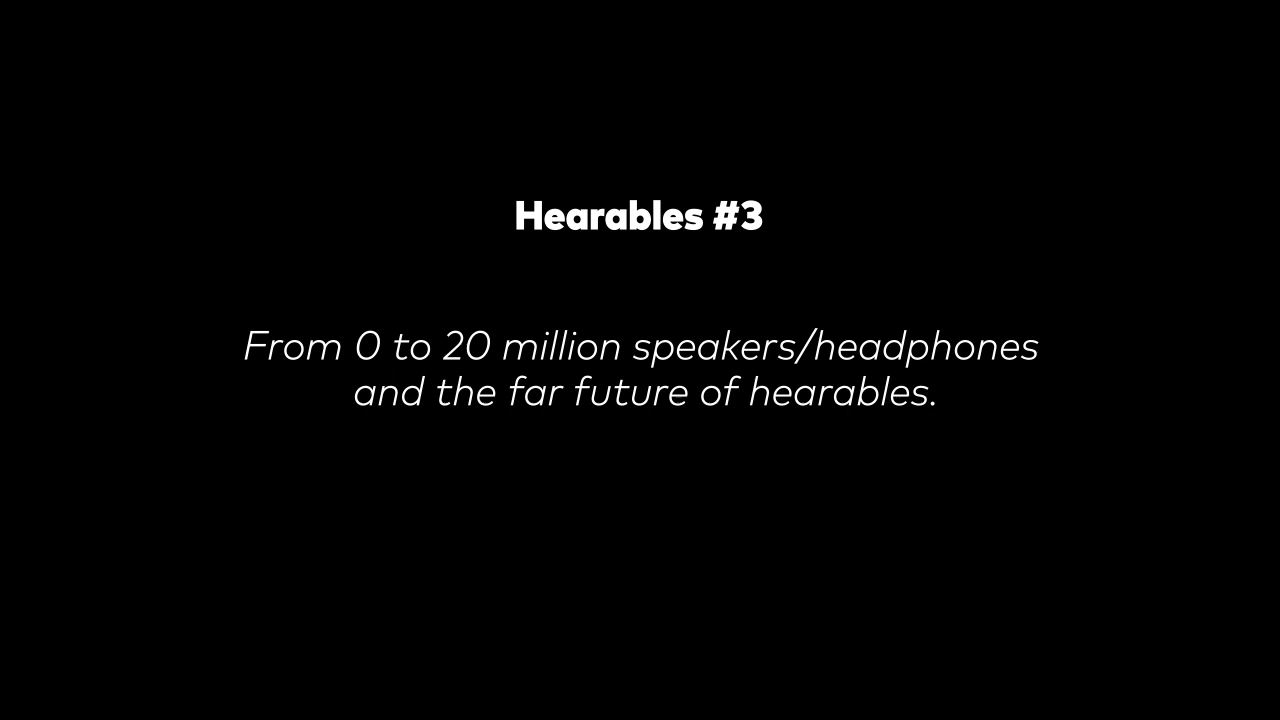 Hearables #3
From 0 to 20 million speakers/headphones
and the far future of hearables.